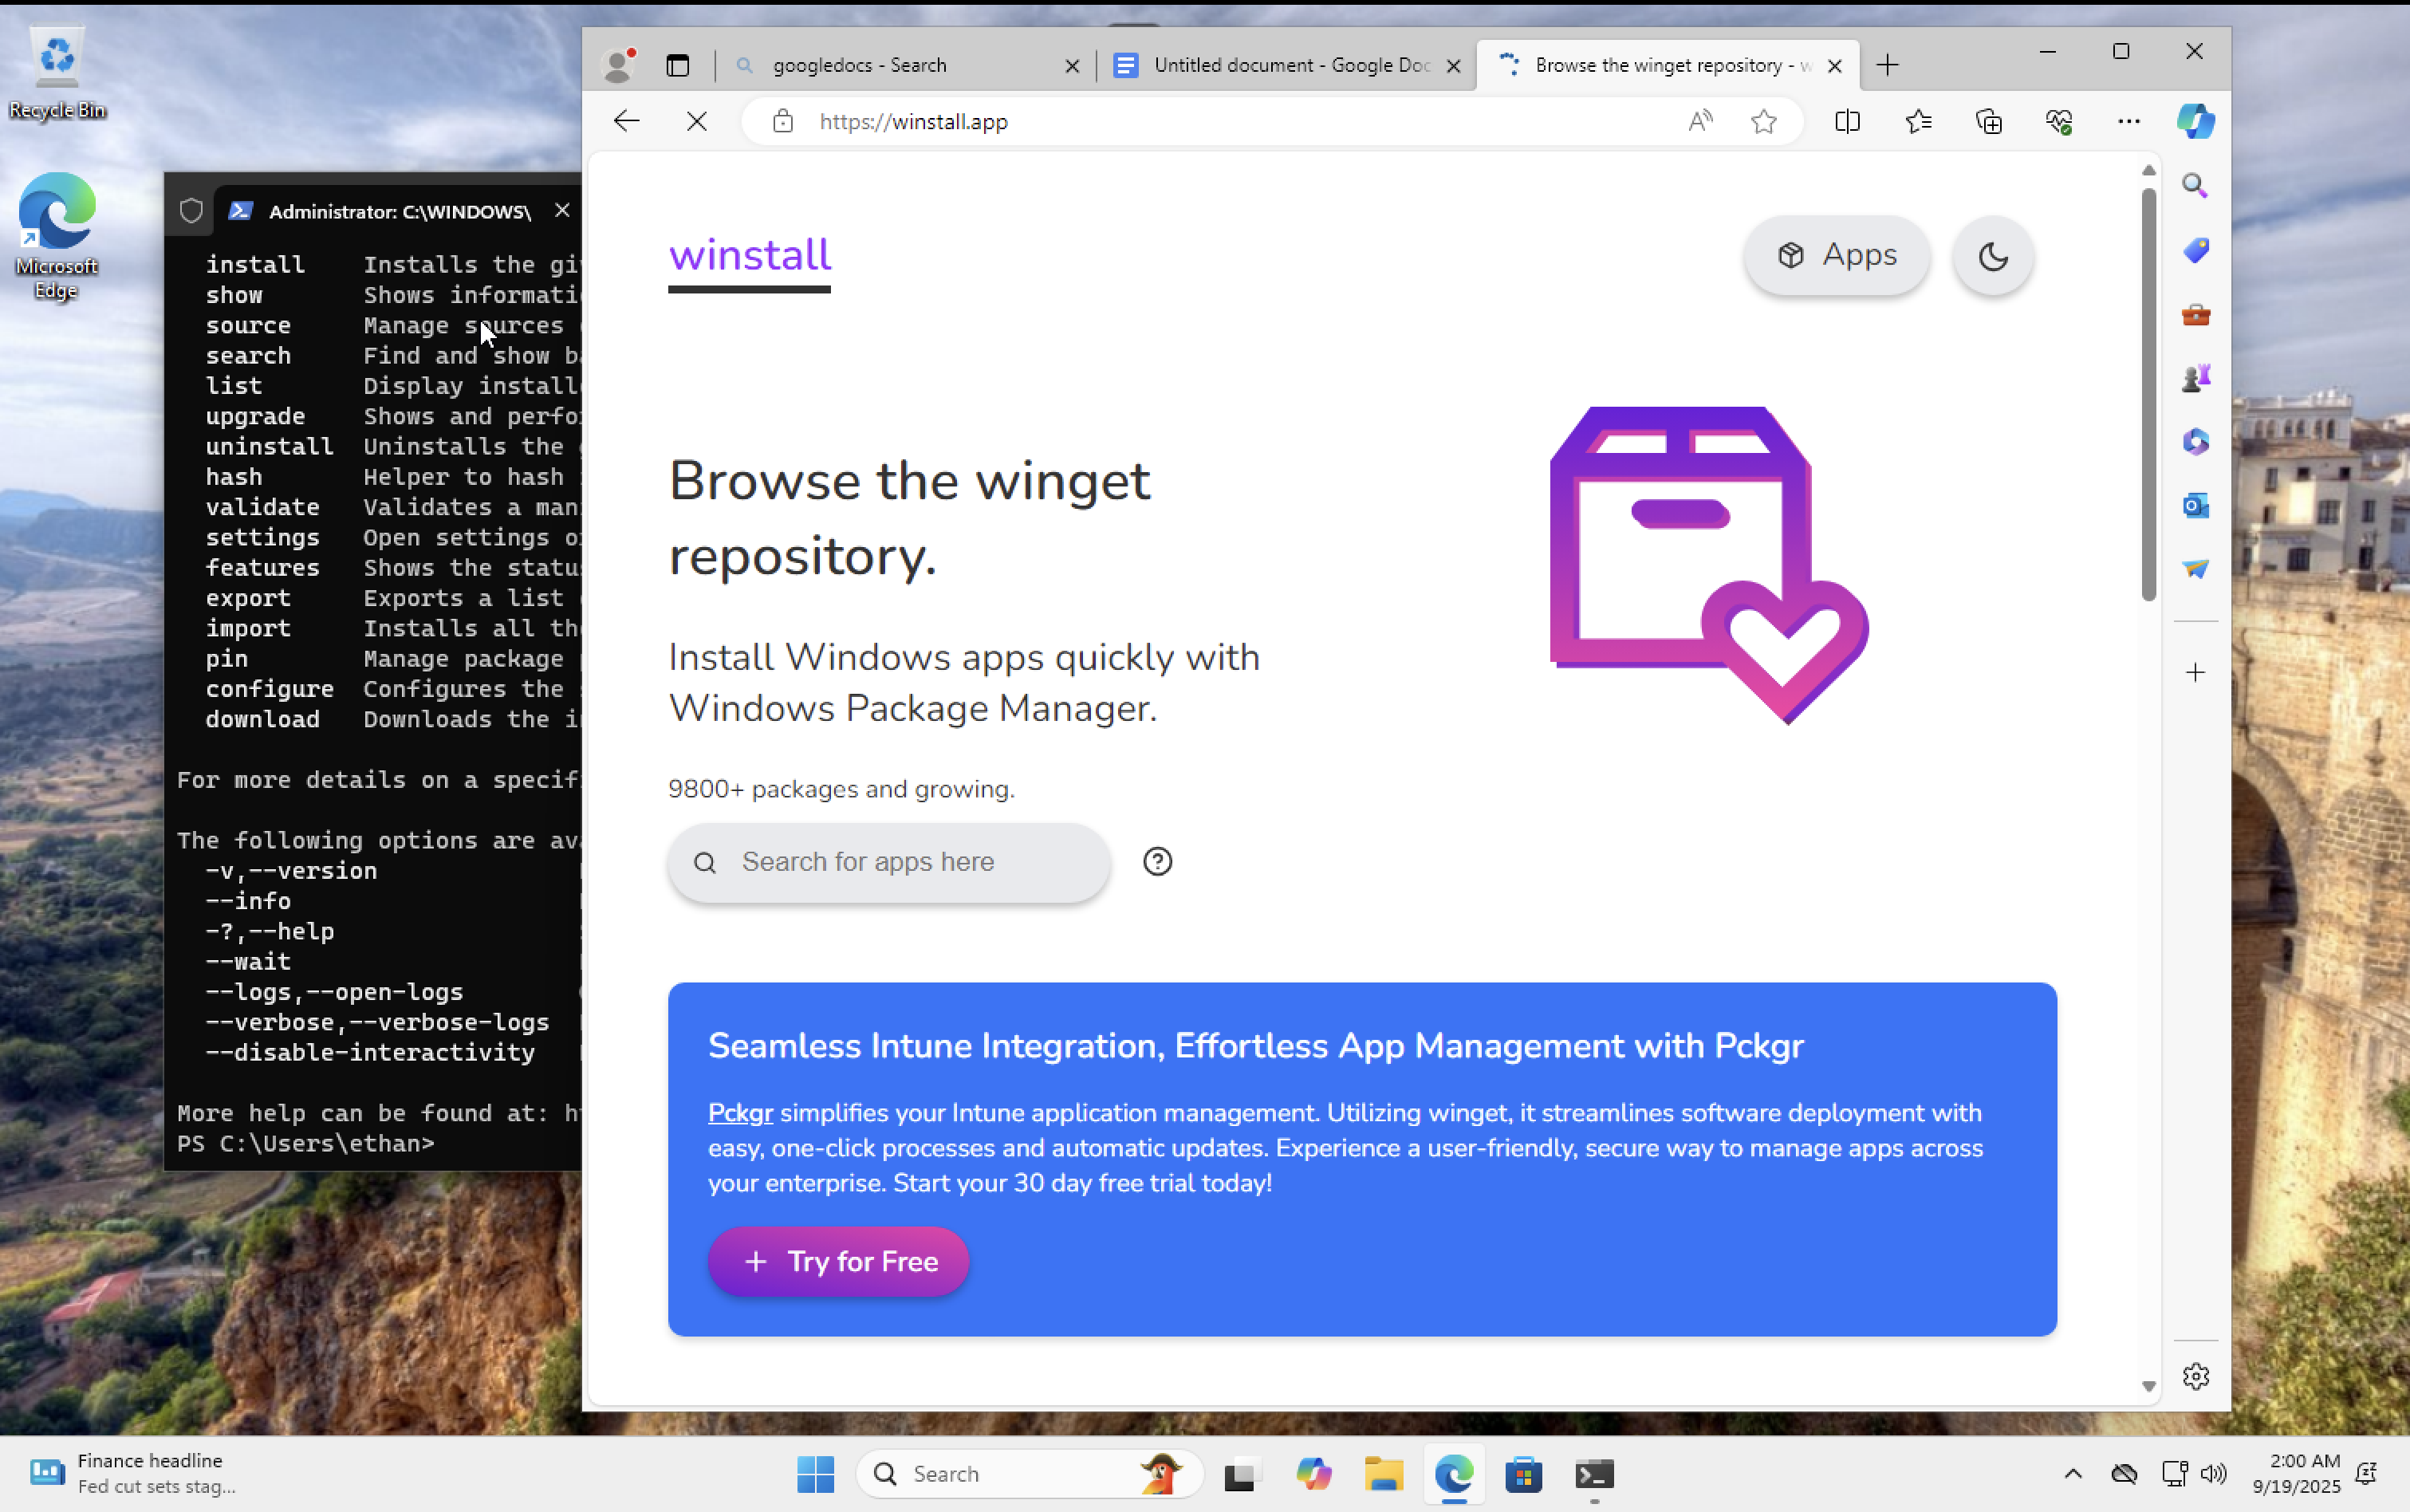 Recycle Bin
Microsoft
Edge
Administrator: C:\WINDOWS\
install Installs the gi
show Shows informati
source Manage sources
search Find and show b
list Display install
upgrade Shows and perfo
uninstall Uninstalls the
hash Helper to hash
validate Validates a man
settings Open settings o
features Shows the statu
export Exports a list
import Installs all th
pin Manage package
configure Configures the
download Downloads the i
For more details on a specif
The following options are av
-v,--version
--info
-?,--help
--wait
--logs,--open-logs
--verbose,--verbose-logs
--disable-interactivity
More help can be found at: h
PS C:\Users\ethan>
googledocs - Search
Untitled document - Google Doc
Browse the winget repository - w
https://winstall.app
winstall
Apps
Browse the winget
repository.
Install Windows apps quickly with
Windows Package Manager.
9800+ packages and growing.
Search for apps here
Seamless Intune Integration, Effortless App Management with Pckgr
Pckgr simplifies your Intune application management. Utilizing winget, it streamlines software deployment with
easy, one-click processes and automatic updates. Experience a user-friendly, secure way to manage apps across
your enterprise. Start your 30 day free trial today!
+ Try for Free
Finance headline
Fed cut sets stag...
Search
2:00 AM
9/19/2025